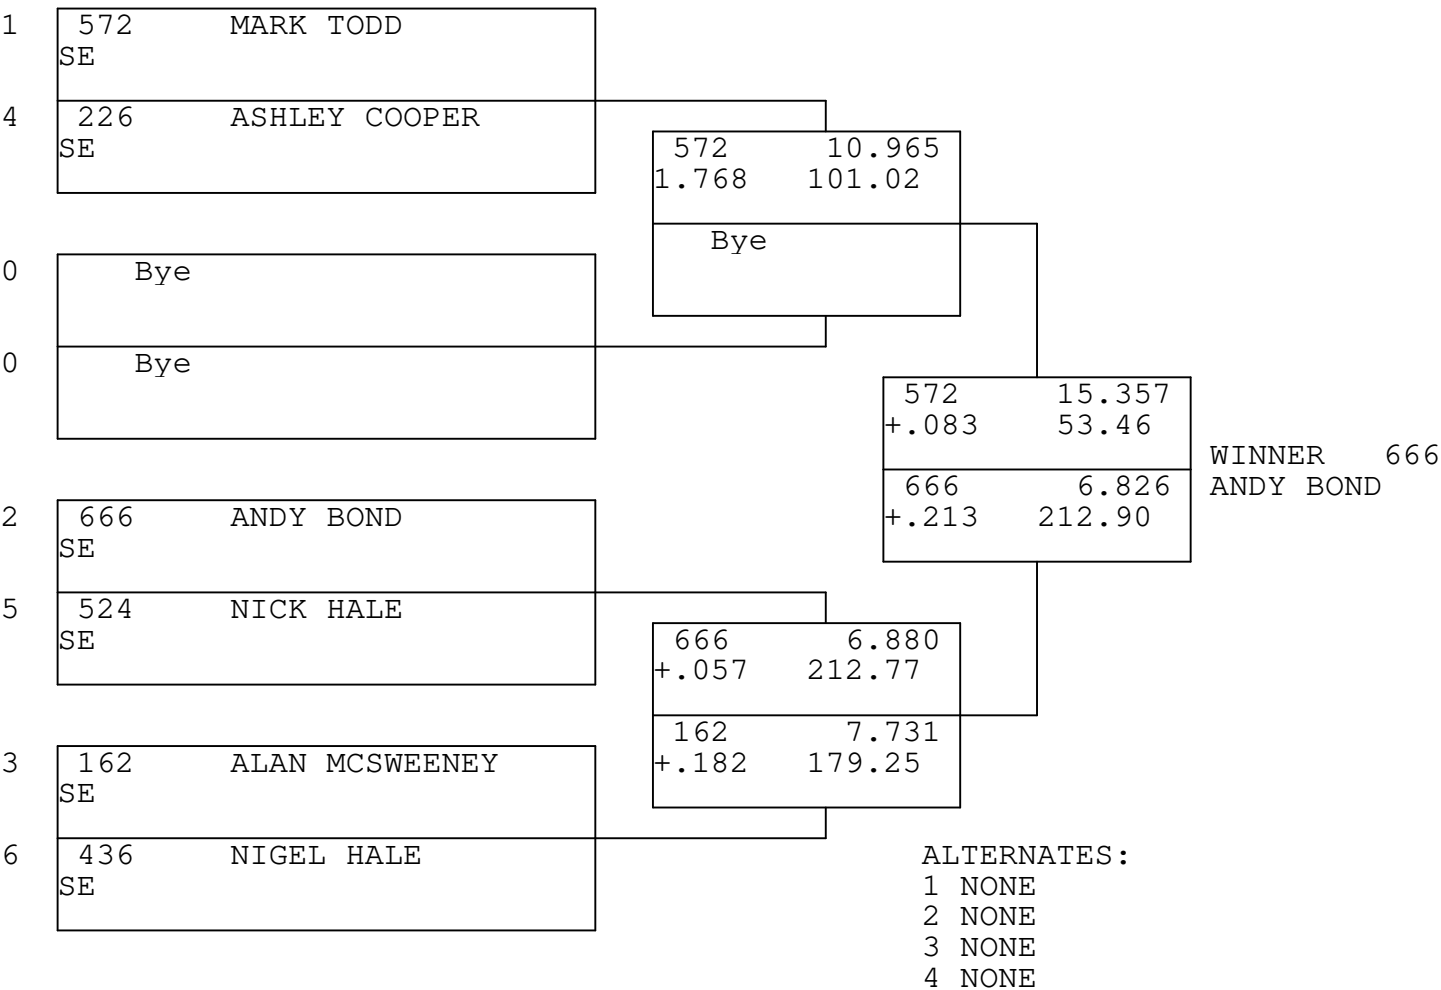 1 572 MARK TODD
SE
4 226 ASHLEY COOPER
SE
0 Bye
0 Bye
2 666 ANDY BOND
SE
5 524 NICK HALE
SE
3 162 ALAN MCSWEENEY
SE
6 436 NIGEL HALE
SE
572 10.965
1.768 101.02
Bye
666 6.880
+.057 212.77
162 7.731
+.182 179.25
572 15.357
+.083 53.46
666 6.826
+.213 212.90
WINNER 666
ANDY BOND
ALTERNATES:
1 NONE
2 NONE
3 NONE
4 NONE